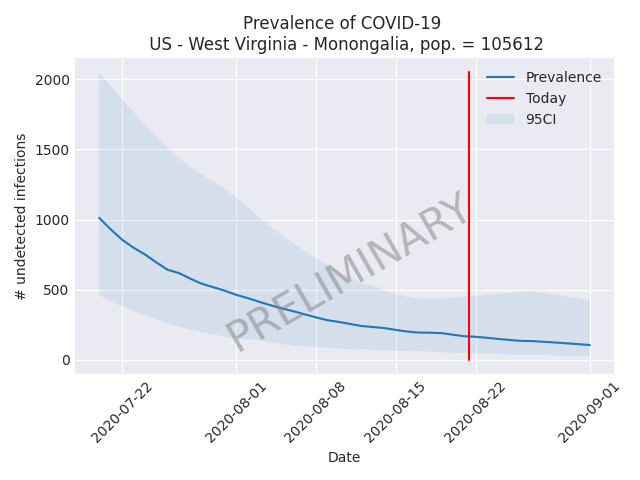 Prevalence of COVID-19
US - West Virginia - Monongalia, pop. = 105612
# undetected infections
2000
1500
1000
500
0
Prevalence
Today
95CI
PRELIMINARY
2020-07-22
2020-08-01
2020-08-08
2020-08-15
2020-08-22
2020-09-01
Date